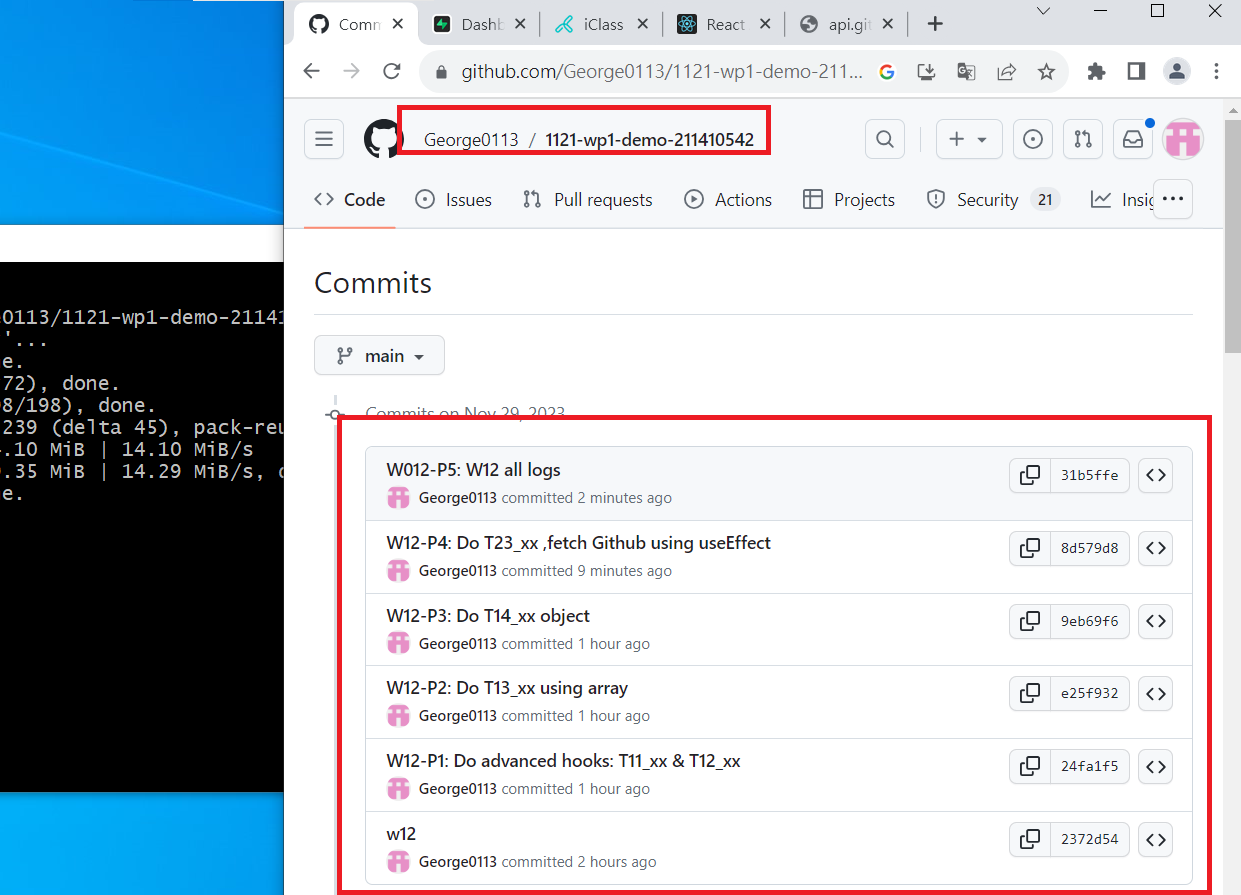 Comm
Dashb
iClass
React
api.git
github.com/George0113/1121-wp1-demo-211...
George0113 / 1121-wp1-demo-211410542
Code
Issues
Pull requests
Actions
Projects
Security 21
Insig
Commits
main
Commits on Nov 29, 2023
W012-P5: W12 all logs
George0113 committed 2 minutes ago
31b5ffe
W12-P4: Do T23_xx ,fetch Github using useEffect
George0113 committed 9 minutes ago
8d579d8
W12-P3: Do T14_xx object
George0113 committed 1 hour ago
9eb69f6
W12-P2: Do T13_xx using array
George0113 committed 1 hour ago
e25f932
W12-P1: Do advanced hooks: T11_xx & T12_xx
George0113 committed 1 hour ago
24fa1f5
w12
George0113 committed 2 hours ago
2372d54
0113/1121-wp1-demo-21141
'...
e.
72), done.
8/198), done.
239 (delta 45), pack-reu
.10 MiB | 14.10 MiB/s
.35 MiB | 14.29 MiB/s,
e.